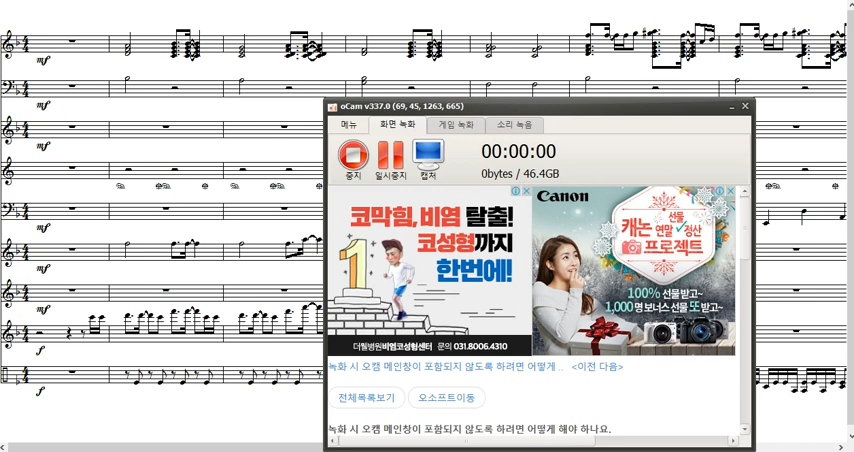 mf
oCam v337.0 (69, 45, 1263, 665)
메뉴
화면 녹화
게임 녹화
소리 녹음
00:00:00
0bytes / 46.4GB
중지
일시중지
캡처
코막힘, 비염 탈출!
코성형까지
한번에!
1
더웰병원비염코성형센터 문의 031.8006.4310
Canon
캐논 선물
연말 정산
프로젝트
100% 선물받고~
1,000명 보너스 선물 또 받고~
녹화 시 오캠 메인창이 포함되지 않도록 하려면 어떻게 .. <이전 다음>
전체목록보기
오소프트이동
녹화 시 오캠 메인창이 포함되지 않도록 하려면 어떻게 해야 하나요.
mf
mf
mf
mf
mf
mf
f
f